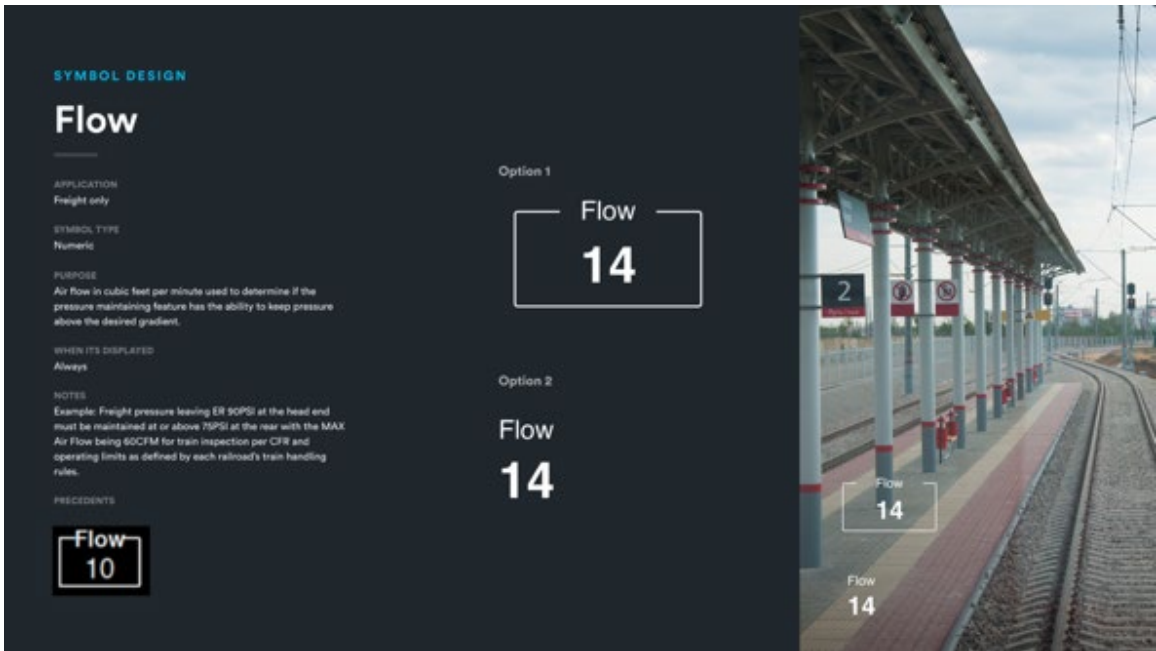 SYMBOL DESIGN
Flow
APPLICATION
Freight only
SYMBOL TYPE
Numeric
PURPOSE
Air flow in cubic feet per minute used to determine if the
pressure maintaining feature has the ability to keep pressure
above the desired gradient.
WHEN ITS DISPLAYED
Always
NOTES
Example: Freight pressure leaving ER 90PSI at the head end
must be maintained at or above 75PSI at the rear with the MAX
Air Flow being 60CFM for train inspection per CFR and
operating limits as defined by each railroad's train handling
rules.
PRECEDENTS
Flow
10
Option 1
Flow
14
Option 2
Flow
14
2
Flow
14
Flow
14